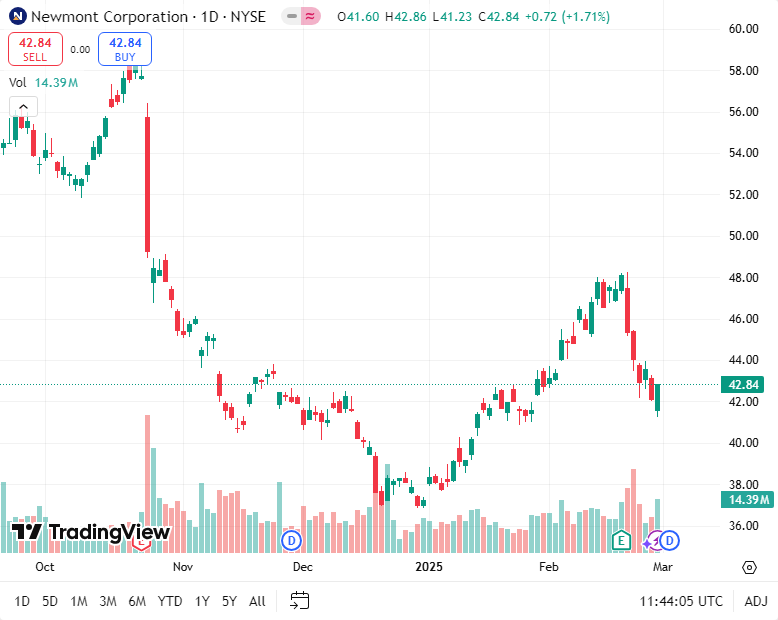 N Newmont Corporation · 1D · NYSE O41.60 H42.86 L41.23 C42.84 +0.72 (+1.71%)
42.84 SELL 0.00 42.84 BUY
Vol 14.39M
60.00
58.00
56.00
54.00
52.00
50.00
48.00
46.00
44.00
42.84
42.00
40.00
38.00
14.39M
36.00
TradingView
E D E D
Oct Nov Dec 2025 Feb Mar
1D 5D 1M 3M 6M YTD 1Y 5Y All 11:44:05 UTC ADJ